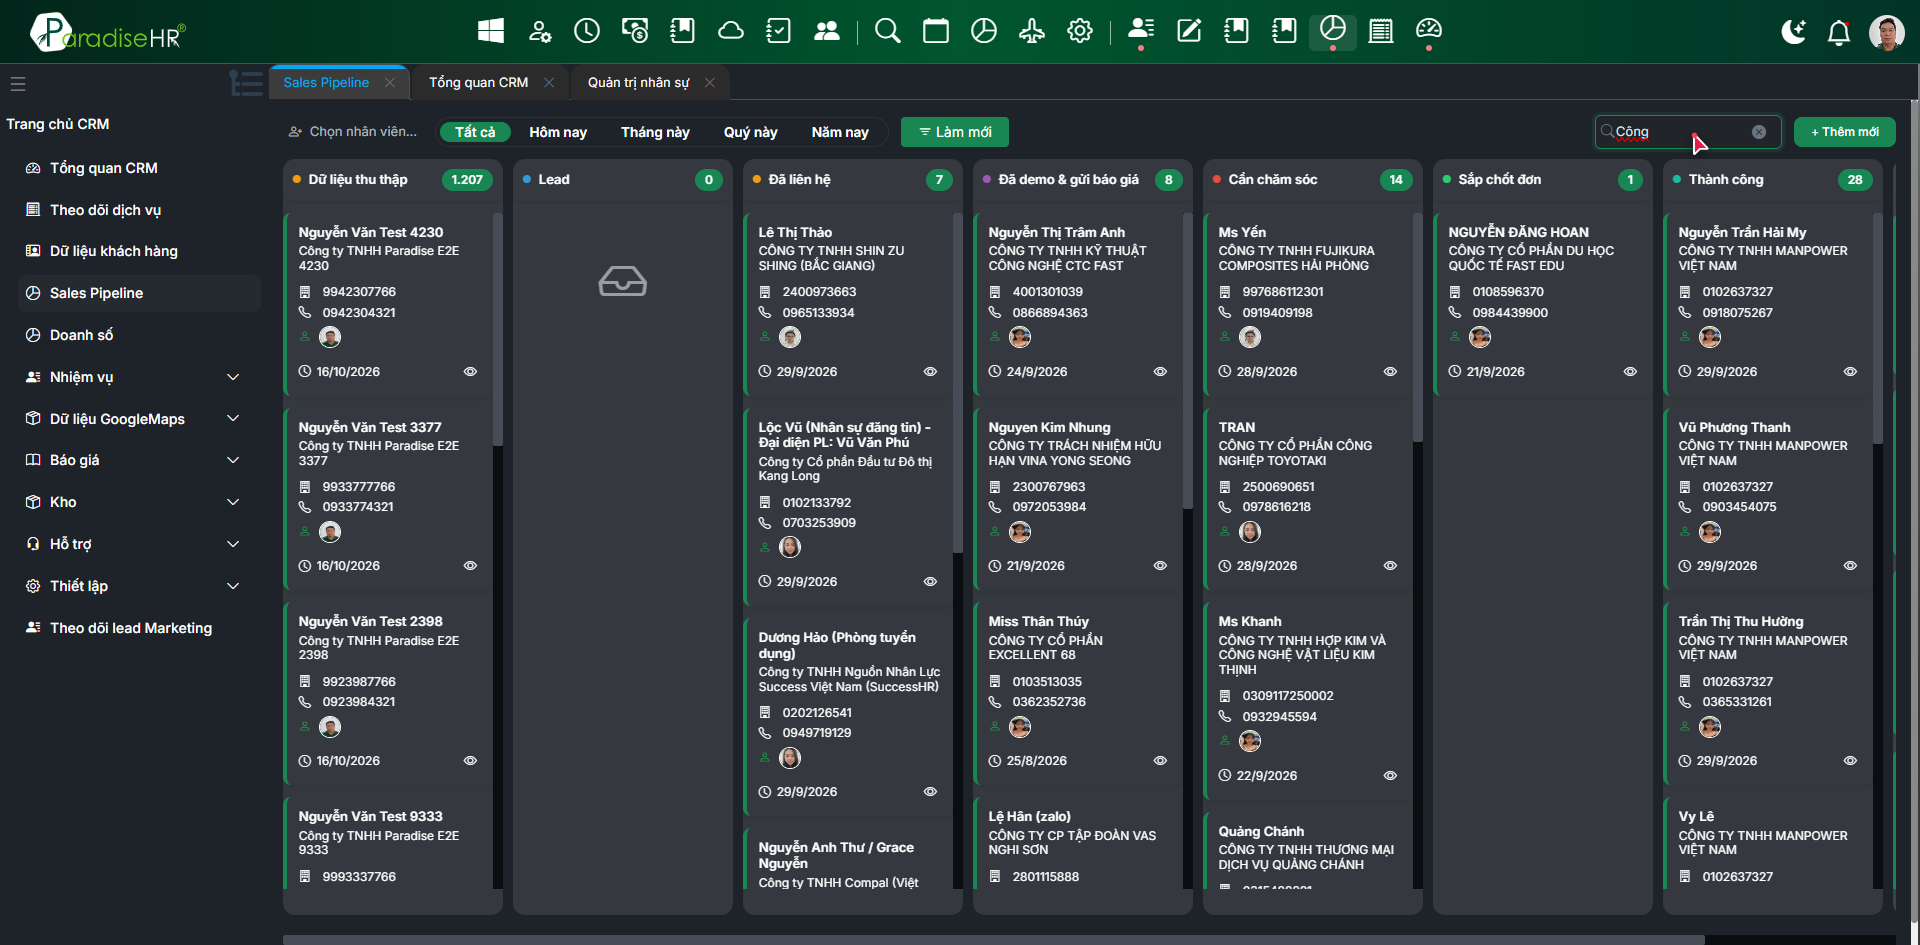 ParadiseHR®
Sales Pipeline
Tổng quan CRM
Quản trị nhân sự
Trang chủ CRM
Tổng quan CRM
Theo dõi dịch vụ
Dữ liệu khách hàng
Sales Pipeline
Doanh số
Nhiệm vụ
Dữ liệu GoogleMaps
Báo giá
Kho
Hỗ trợ
Thiết lập
Theo dõi lead Marketing
Chọn nhân viên...
Tất cả
Hôm nay
Tháng này
Quý này
Năm nay
Làm mới
Công
+ Thêm mới
Dữ liệu thu thập
1.207
Nguyễn Văn Test 4230
Công ty TNHH Paradise E2E
4230
9942307766
0942304321
16/10/2026
Nguyễn Văn Test 3377
Công ty TNHH Paradise E2E
3377
9933777766
0933774321
16/10/2026
Nguyễn Văn Test 2398
Công ty TNHH Paradise E2E
2398
9923987766
0923984321
16/10/2026
Nguyễn Văn Test 9333
Công ty TNHH Paradise E2E
9333
9993337766
Lead
0
Đã liên hệ
7
Lê Thị Thảo
CÔNG TY TNHH SHIN ZU
SHING (BẮC GIANG)
2400973663
0965133934
29/9/2026
Lộc Vũ (Nhân sự đăng tin) -
Đại diện PL: Vũ Văn Phú
Công ty Cổ phần Đầu tư Đô thị
Kang Long
0102133792
0703253909
29/9/2026
Dương Hảo (Phòng tuyển
dụng)
Công ty TNHH Nguồn Nhân Lực
Success Việt Nam (SuccessHR)
0202126541
0949719129
29/9/2026
Nguyễn Anh Thư / Grace
Nguyễn
Công ty TNHH Compal (Việt
Đã demo & gửi báo giá
8
Nguyễn Thị Trâm Anh
CÔNG TY TNHH KỸ THUẬT
CÔNG NGHỆ CTC FAST
4001301039
0866894363
24/9/2026
Nguyen Kim Nhung
CÔNG TY TRÁCH NHIỆM HỮU
HẠN VINA YONG SEONG
2300767963
0972053984
21/9/2026
Miss Thân Thúy
CÔNG TY CỔ PHẦN
EXCELLENT 68
0103513035
0362352736
25/8/2026
Lệ Hân (zalo)
CÔNG TY CP TẬP ĐOÀN VAS
NGHI SƠN
2801115888
Cần chăm sóc
14
Ms Yến
CÔNG TY TNHH FUJIKURA
COMPOSITES HẢI PHÒNG
997686112301
0919409198
28/9/2026
TRAN
CÔNG TY CỔ PHẦN CÔNG
NGHIỆP TOYOTAKI
2500690651
0978616218
28/9/2026
Ms Khanh
CÔNG TY TNHH HỢP KIM VÀ
CÔNG NGHỆ VẬT LIỆU KIM
THỊNH
0309117250002
0932945594
22/9/2026
Quảng Chánh
CÔNG TY TNHH THƯƠNG MẠI
DỊCH VỤ QUẢNG CHÁNH
Sắp chốt đơn
1
NGUYỄN ĐĂNG HOAN
CÔNG TY CỔ PHẦN DU HỌC
QUỐC TẾ FAST EDU
0108596370
0984439900
21/9/2026
Thành công
28
Nguyễn Trần Hải My
CÔNG TY TNHH MANPOWER
VIỆT NAM
0102637327
0918075267
29/9/2026
Vũ Phương Thanh
CÔNG TY TNHH MANPOWER
VIỆT NAM
0102637327
0903454075
29/9/2026
Trần Thị Thu Hường
CÔNG TY TNHH MANPOWER
VIỆT NAM
0102637327
0365331261
29/9/2026
Vy Lê
CÔNG TY TNHH MANPOWER
VIỆT NAM
0102637327